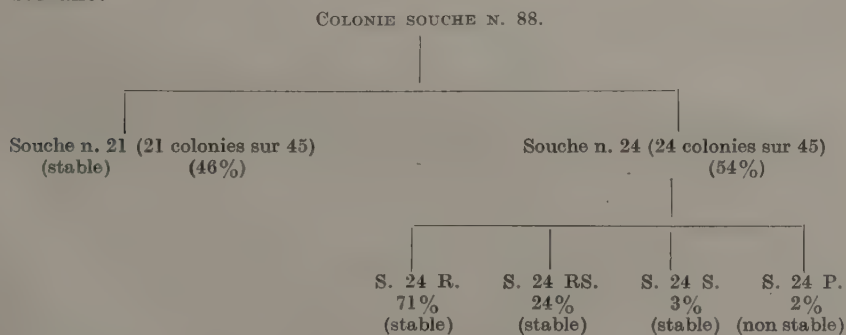 COLONIE SOUCHE N. 88.
Souche n. 21 (21 colonies sur 45) Souche n. 24 (24 colonies sur 45)
(stable) (46%) (54%)
S. 24 R. S. 24 RS. S. 24 S. S. 24 P.
71% 24% 3% 2%
(stable) (stable) (stable) (non stable)